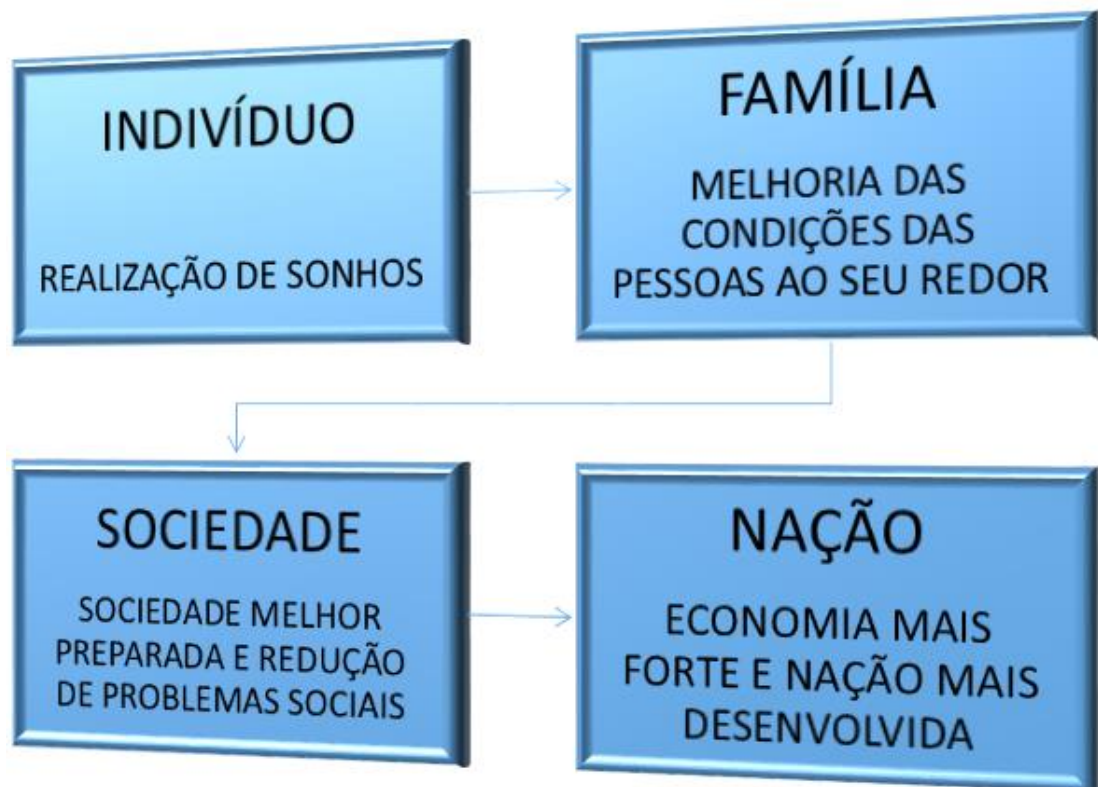 INDIVÍDUO
REALIZAÇÃO DE SONHOS
FAMÍLIA
MELHORIA DAS
CONDIÇÕES DAS
PESSOAS AO SEU REDOR
SOCIEDADE
SOCIEDADE MELHOR
PREPARADA E REDUÇÃO
DE PROBLEMAS SOCIAIS
NAÇÃO
ECONOMIA MAIS
FORTE E NAÇÃO MAIS
DESENVOLVIDA